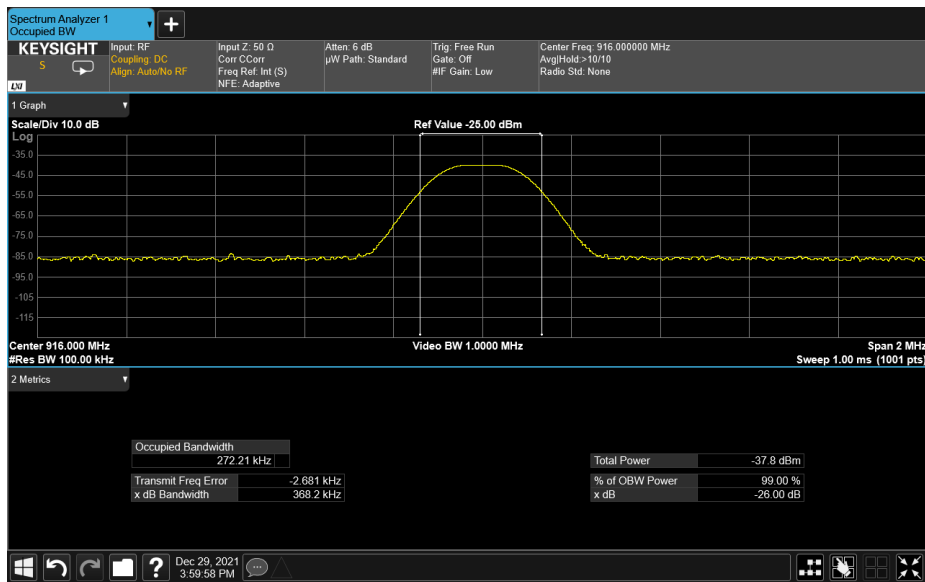 Spectrum Analyzer 1
Occupied BW
+
KEYSIGHT
S
LXI
Input: RF
Coupling: DC
Align: Auto/No RF
Input Z: 50 Ω
Corr CCorr
Freq Ref: Int (S)
NFE: Adaptive
Atten: 6 dB
µW Path: Standard
Trig: Free Run
Gate: Off
#IF Gain: Low
Center Freq: 916.000000 MHz
Avg|Hold:>10/10
Radio Std: None
1 Graph
Scale/Div 10.0 dB
Ref Value -25.00 dBm
Log
-35.0
-45.0
-55.0
-65.0
-75.0
-85.0
-95.0
-105
-115
Center 916.000 MHz
Video BW 1.0000 MHz
Span 2 MHz
#Res BW 100.00 kHz
Sweep 1.00 ms (1001 pts)
2 Metrics
Occupied Bandwidth
272.21 kHz
Total Power -37.8 dBm
Transmit Freq Error -2.681 kHz
% of OBW Power 99.00 %
x dB Bandwidth 368.2 kHz
x dB -26.00 dB
?
Dec 29, 2021
3:59:58 PM